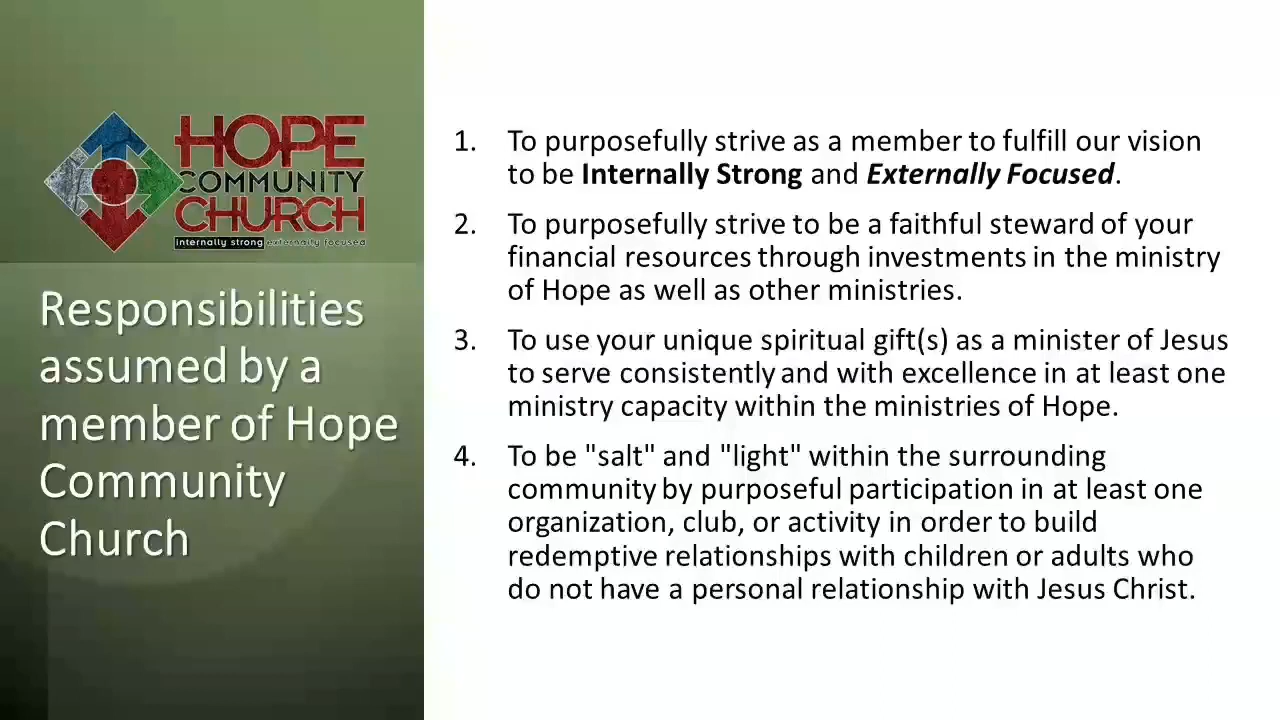 HOPE
COMMUNITY
CHURCH
internally strong externally focused
Responsibilities
assumed by a
member of Hope
Community
Church
1. To purposefully strive as a member to fulfill our vision
to be Internally Strong and Externally Focused.
2. To purposefully strive to be a faithful steward of your
financial resources through investments in the ministry
of Hope as well as other ministries.
3. To use your unique spiritual gift(s) as a minister of Jesus
to serve consistently and with excellence in at least one
ministry capacity within the ministries of Hope.
4. To be "salt" and "light" within the surrounding
community by purposeful participation in at least one
organization, club, or activity in order to build
redemptive relationships with children or adults who
do not have a personal relationship with Jesus Christ.